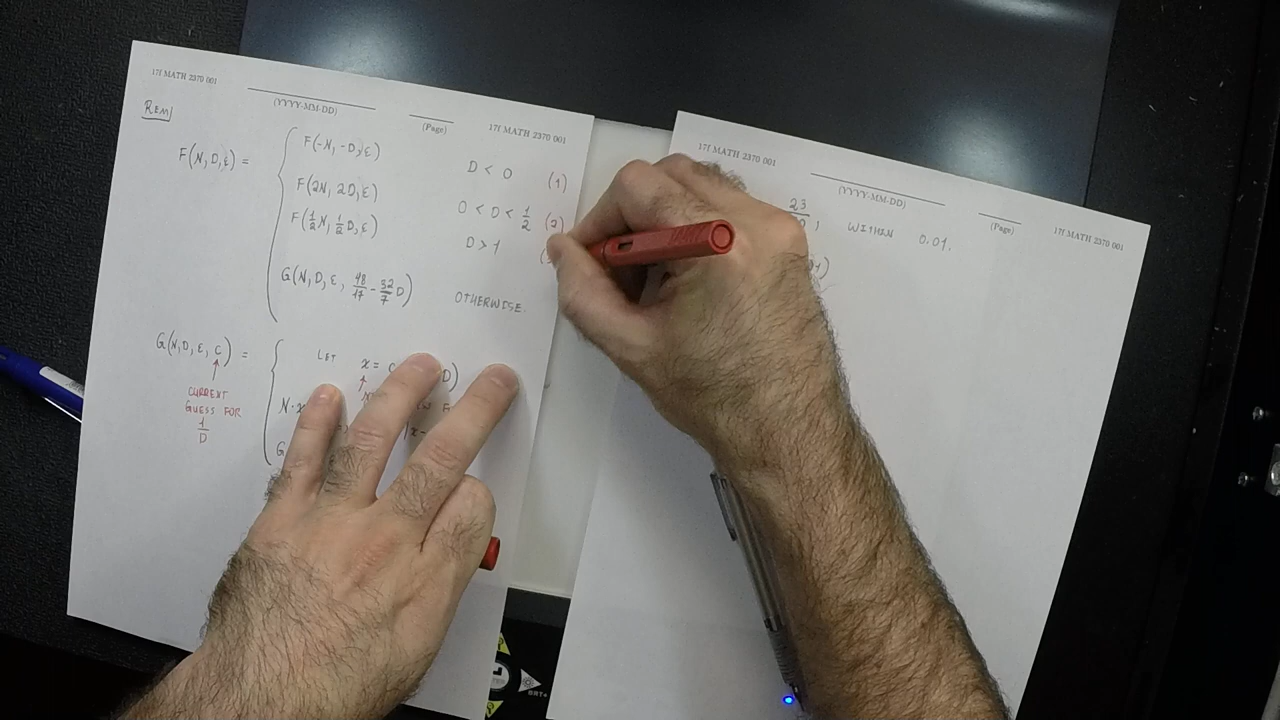 17f MATH 2370 001
(YYYY-MM-DD)
(Page)
17f MATH 2370 001
REM
F(N, D, ε) =
F(-N, -D, ε) D < 0 (1)
F(2N, 2D, ε) 0 < D < 1/2 (2)
F(1/2 N, 1/2 D, ε) D > 1
G(N, D, ε, 48/17 - 32/7 D) OTHERWISE.
G(N, D, ε, C) =
LET x =
D)
CURRENT
GUESS FOR
1/D
N·x
|x-
17f MATH 2370 001
(YYYY-MM-DD)
(Page)
17f MATH 2370 001
23
; WITHIN 0.01.
BRT+